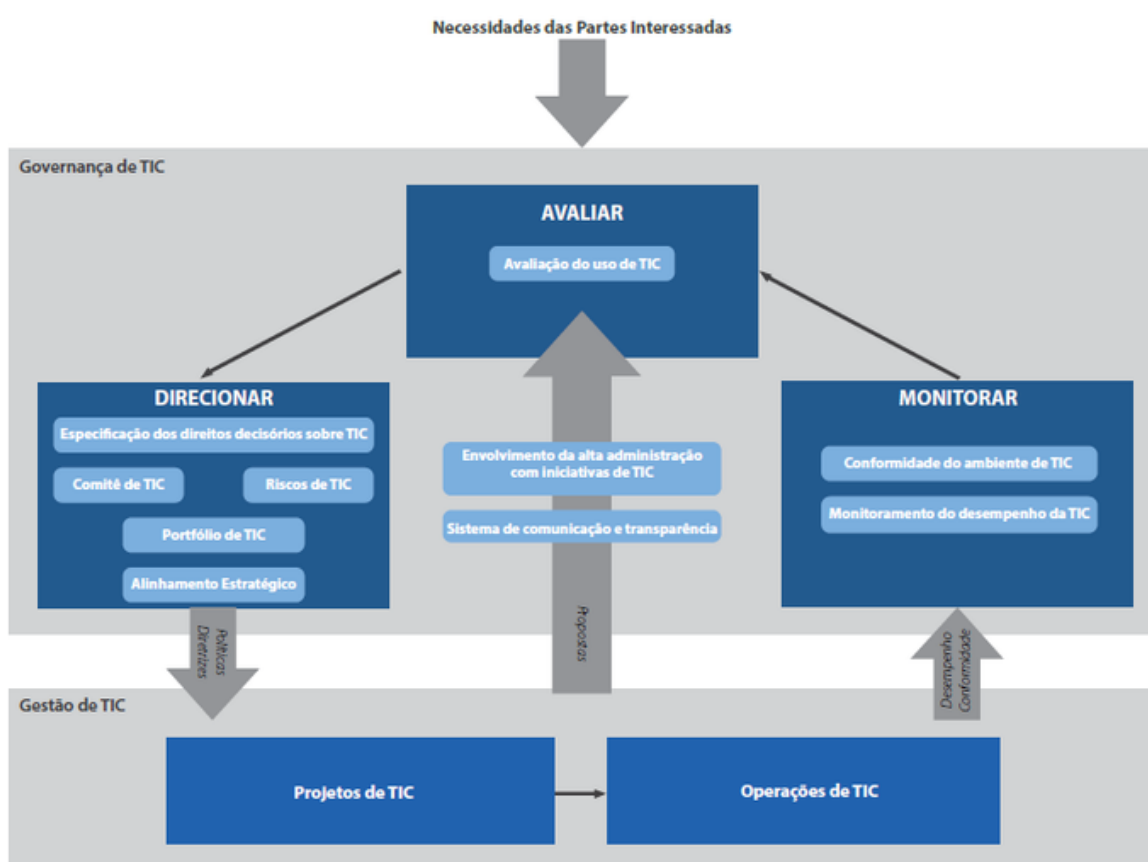 Necessidades das Partes Interessadas
Governança de TIC
AVALIAR
Avaliação do uso de TIC
DIRECIONAR
Especificação dos direitos decisórios sobre TIC
Comitê de TIC
Riscos de TIC
Portfólio de TIC
Alinhamento Estratégico
Envolvimento da alta administração
com iniciativas de TIC
Sistema de comunicação e transparência
MONITORAR
Conformidade do ambiente de TIC
Monitoramento do desempenho da TIC
Políticas
Diretrizes
Propostas
Desempenho
Conformidade
Gestão de TIC
Projetos de TIC
Operações de TIC